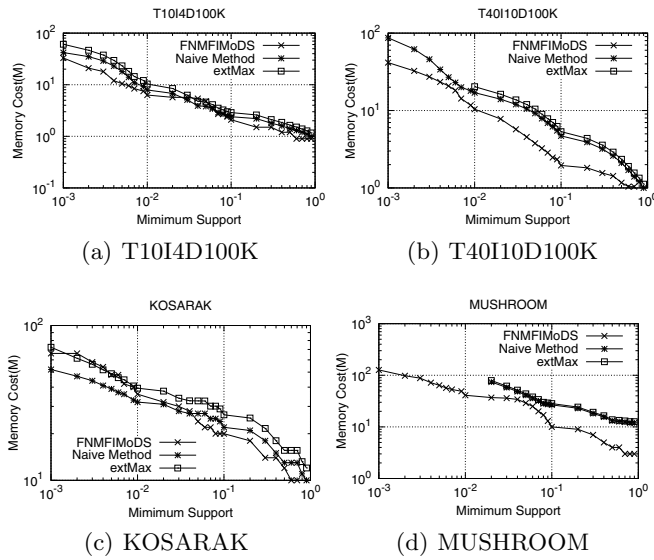 T10I4D100K
10^2
10^1
10^0
10^-1
Memory Cost(M)
FNMFIMoDS
Naive Method
extMax
10^-3 10^-2 10^-1 10^0
Mimimum Support
(a) T10I4D100K
T40I10D100K
10^2
10^1
10^0
Memory Cost(M)
FNMFIMoDS
Naive Method
extMax
10^-3 10^-2 10^-1 10^0
Mimimum Support
(b) T40I10D100K
KOSARAK
10^2
10^1
Memory Cost(M)
FNMFIMoDS
Naive Method
extMax
10^-3 10^-2 10^-1 10^0
Mimimum Support
(c) KOSARAK
MUSHROOM
10^3
10^2
10^1
10^0
Memory Cost(M)
FNMFIMoDS
Naive Method
extMax
10^-3 10^-2 10^-1 10^0
Mimimum Support
(d) MUSHROOM